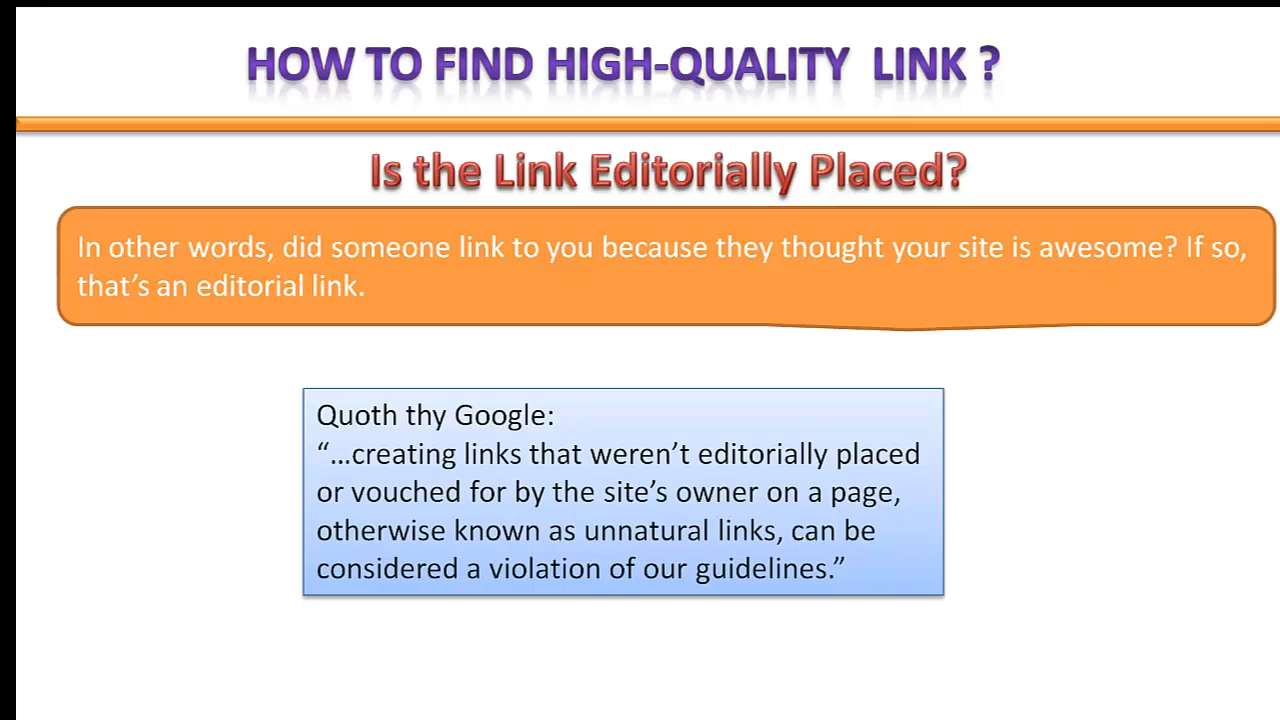 HOW TO FIND HIGH-QUALITY LINK ?
Is the Link Editorially Placed?
In other words, did someone link to you because they thought your site is awesome? If so,
that’s an editorial link.
Quoth thy Google:
“…creating links that weren’t editorially placed
or vouched for by the site’s owner on a page,
otherwise known as unnatural links, can be
considered a violation of our guidelines.”